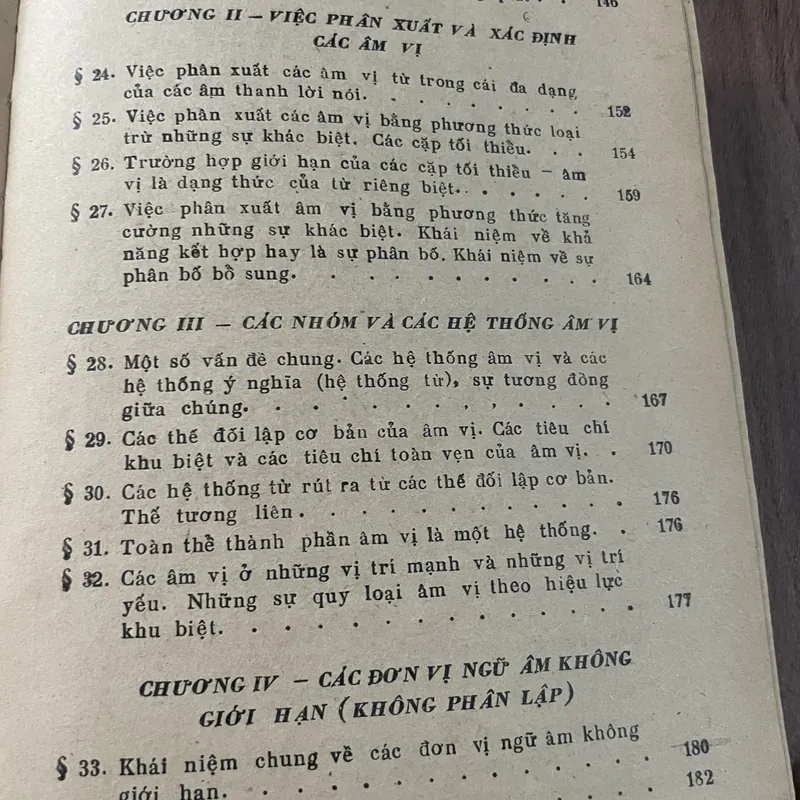 146
CHƯƠNG II – VIỆC PHÂN XUẤT VÀ XÁC ĐỊNH
CÁC ÂM VỊ
§ 24. Việc phân xuất các âm vị từ trong cái đa dạng
của các âm thanh lời nói. . . . . . . . . 152
§ 25. Việc phân xuất các âm vị bằng phương thức loại
trừ những sự khác biệt. Các cặp tối thiểu. . . 154
§ 26. Trường hợp giới hạn của các cặp tối thiểu – âm
vị là dạng thức của từ riêng biệt. . . . . . 159
§ 27. Việc phân xuất âm vị bằng phương thức tăng
cường những sự khác biệt. Khái niệm về khả
năng kết hợp hay là sự phân bố. Khái niệm về sự
phân bố bổ sung. . . . . . . . . . . 164
CHƯƠNG III – CÁC NHÓM VÀ CÁC HỆ THỐNG ÂM VỊ
§ 28. Một số vấn đề chung. Các hệ thống âm vị và các
hệ thống ý nghĩa (hệ thống từ), sự tương đồng
giữa chúng. . . . . . . . , . . . . 167
§ 29. Các thế đối lập cơ bản của âm vị. Các tiêu chí
khu biệt và các tiêu chí toàn vẹn của âm vị. . 170
§ 30. Các hệ thống từ rút ra từ các thế đối lập cơ bản.
Thế tương liên . . . . . . . . . . . 176
§ 31. Toàn thể thành phần âm vị là một hệ thống. . 176
§ 32. Các âm vị ở những vị trí mạnh và những vị trí
yếu. Những sự quy loại âm vị theo hiệu lực
khu biệt. . . . . . . . . . . . . . 177
CHƯƠNG IV – CÁC ĐƠN VỊ NGỮ ÂM KHÔNG
GIỚI HẠN (KHÔNG PHÂN LẬP)
§ 33. Khái niệm chung về các đơn vị ngữ âm không 180
giới hạn. . . . . . . . . . . . . . 182